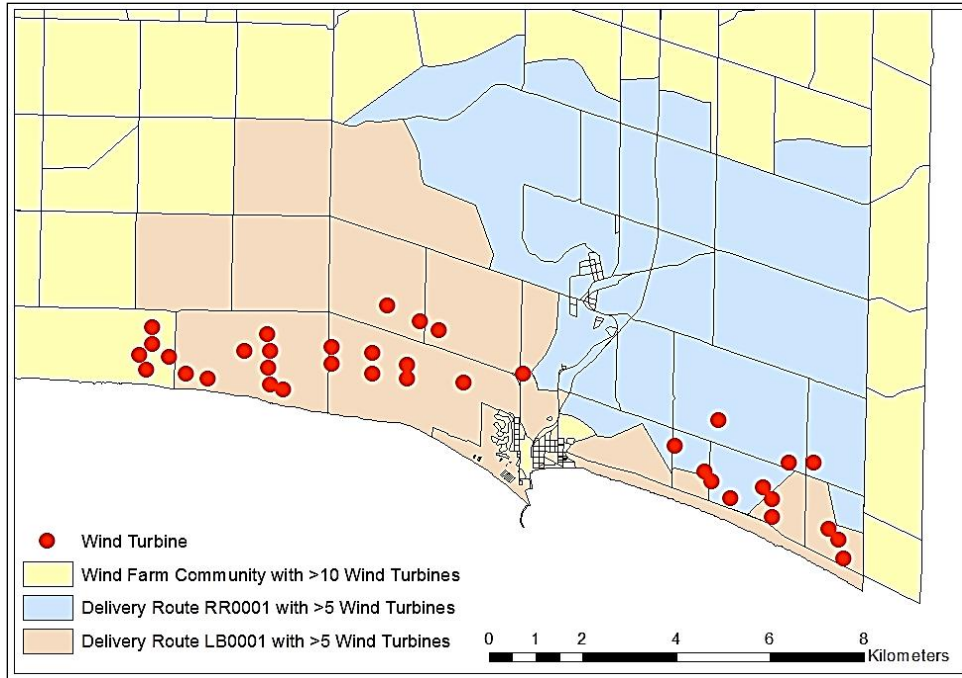 Wind Turbine
Wind Farm Community with >10 Wind Turbines
Delivery Route RR0001 with >5 Wind Turbines
Delivery Route LB0001 with >5 Wind Turbines
0 1 2 4 6 8
Kilometers